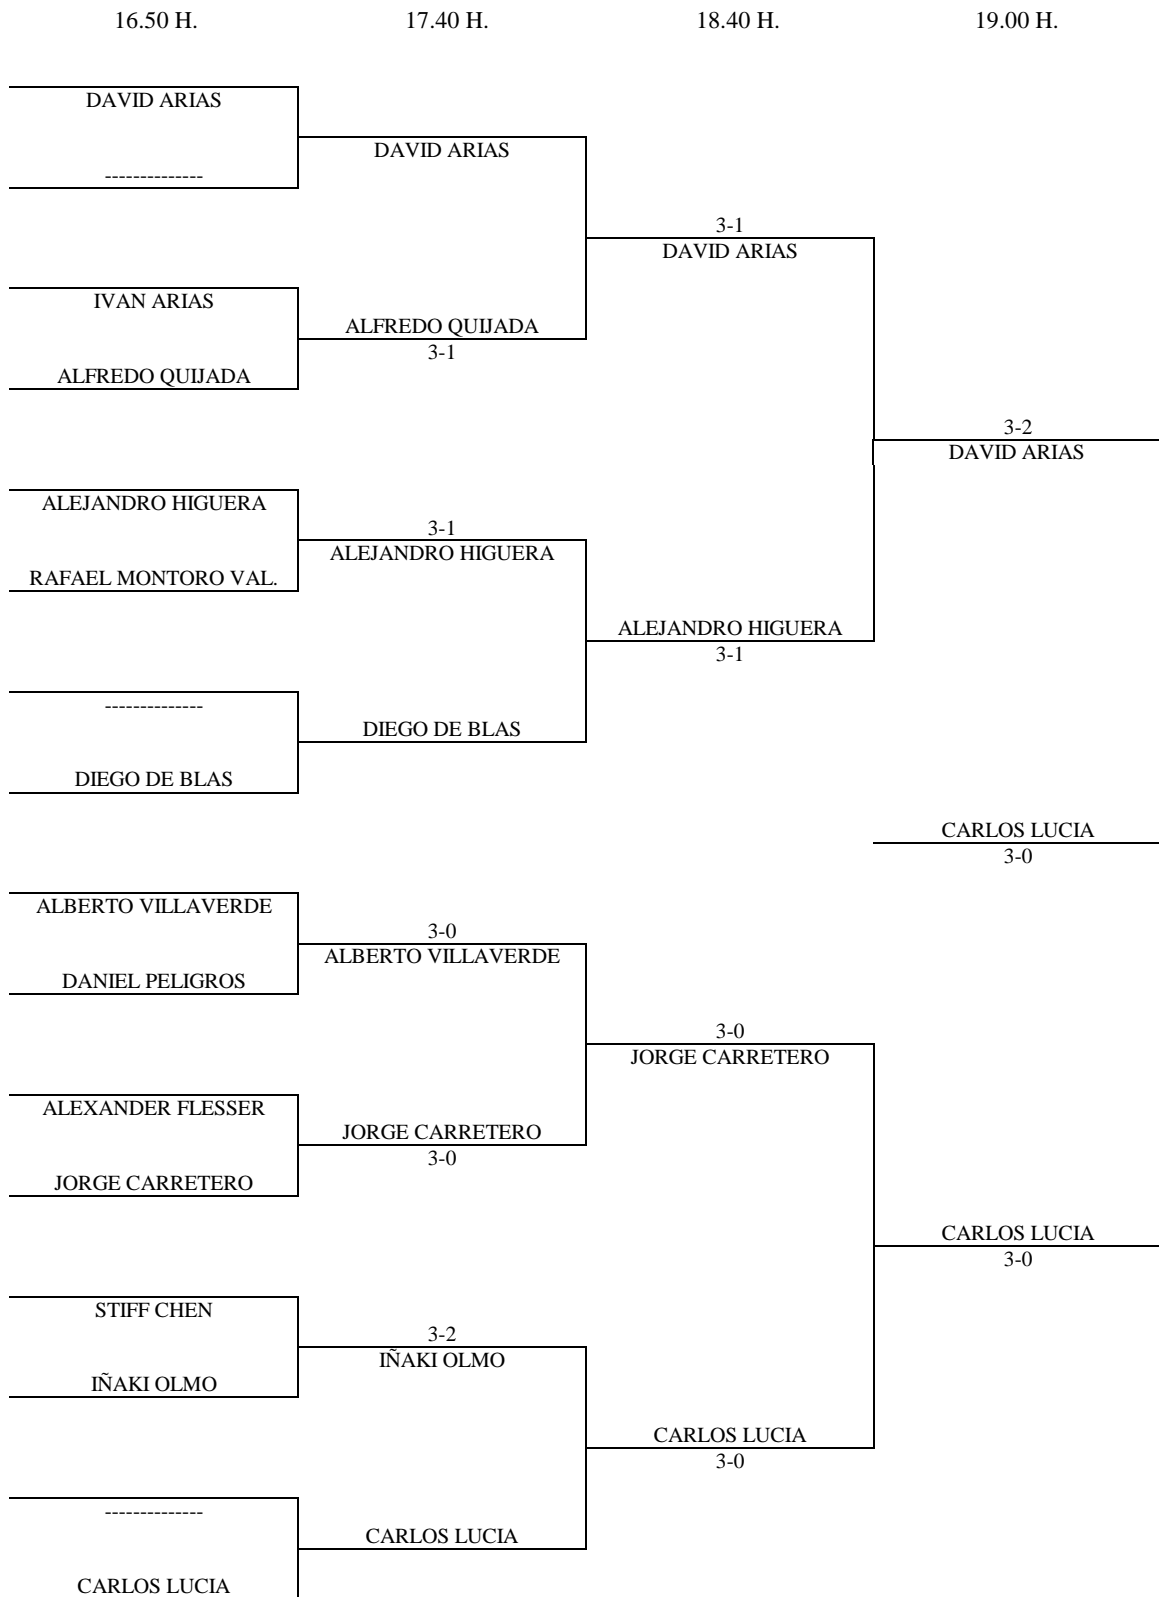 16.50 H. 17.40 H. 18.40 H. 19.00 H.
DAVID ARIAS
DAVID ARIAS
--------------
3-1
DAVID ARIAS
IVAN ARIAS
ALFREDO QUIJADA
3-1
ALFREDO QUIJADA
3-2
DAVID ARIAS
ALEJANDRO HIGUERA
3-1
ALEJANDRO HIGUERA
RAFAEL MONTORO VAL.
ALEJANDRO HIGUERA
3-1
--------------
DIEGO DE BLAS
DIEGO DE BLAS
CARLOS LUCIA
3-0
ALBERTO VILLAVERDE
3-0
ALBERTO VILLAVERDE
DANIEL PELIGROS
3-0
JORGE CARRETERO
ALEXANDER FLESSER
JORGE CARRETERO
3-0
JORGE CARRETERO
CARLOS LUCIA
3-0
STIFF CHEN
3-2
IÑAKI OLMO
IÑAKI OLMO
CARLOS LUCIA
3-0
--------------
CARLOS LUCIA
CARLOS LUCIA